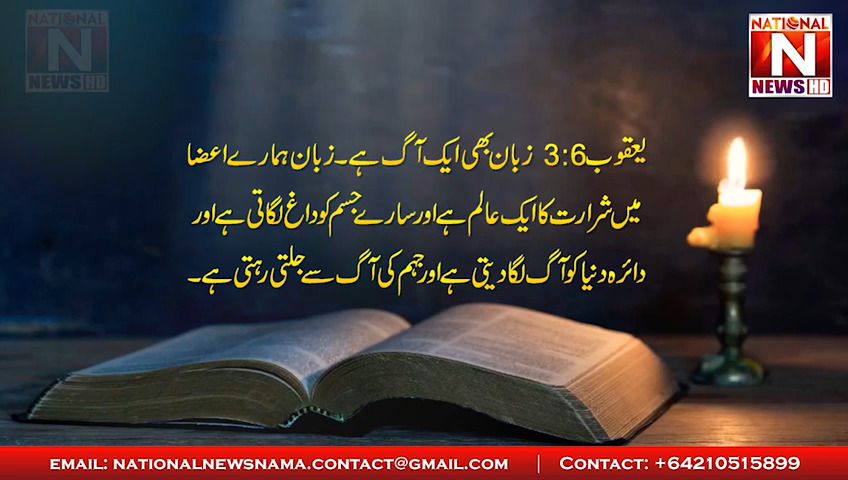 NATIONAL
N
NEWS HD
NATIONAL
N
NEWS HD
یعقوب 3:6 زبان بھی ایک آگ ہے۔ زبان ہمارے اعضا
میں شرارت کا ایک عالم ہے اور سارے جسم کو داغ لگاتی ہے اور
دائرہ دنیا کو آگ لگا دیتی ہے اور جہنم کی آگ سے جلتی رہتی ہے۔
EMAIL: NATIONALNEWSNAMA.CONTACT@GMAIL.COM | CONTACT: +64210515899